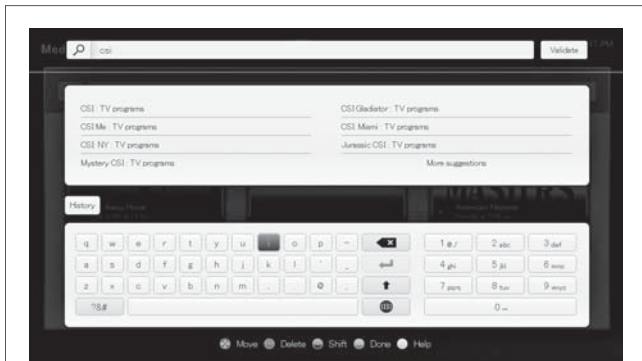 Med
csi
Validate
CSI : TV programs
CSI Gladiator : TV programs
CSI Me : TV programs
CSI Miami : TV programs
CSI NY : TV programs
Jurassic CSI : TV programs
Mystery CSI : TV programs
More suggestions
History
MASTERS
q w e r t y u i o p -
1 @ / 2 abc 3 def
a s d f g h j k l ' _
4 ghi 5 jkl 6 mno
z x c v b n m , . @
7 pqrs 8 tuv 9 wxyz
?&#
0
Move Delete Shift Done Help